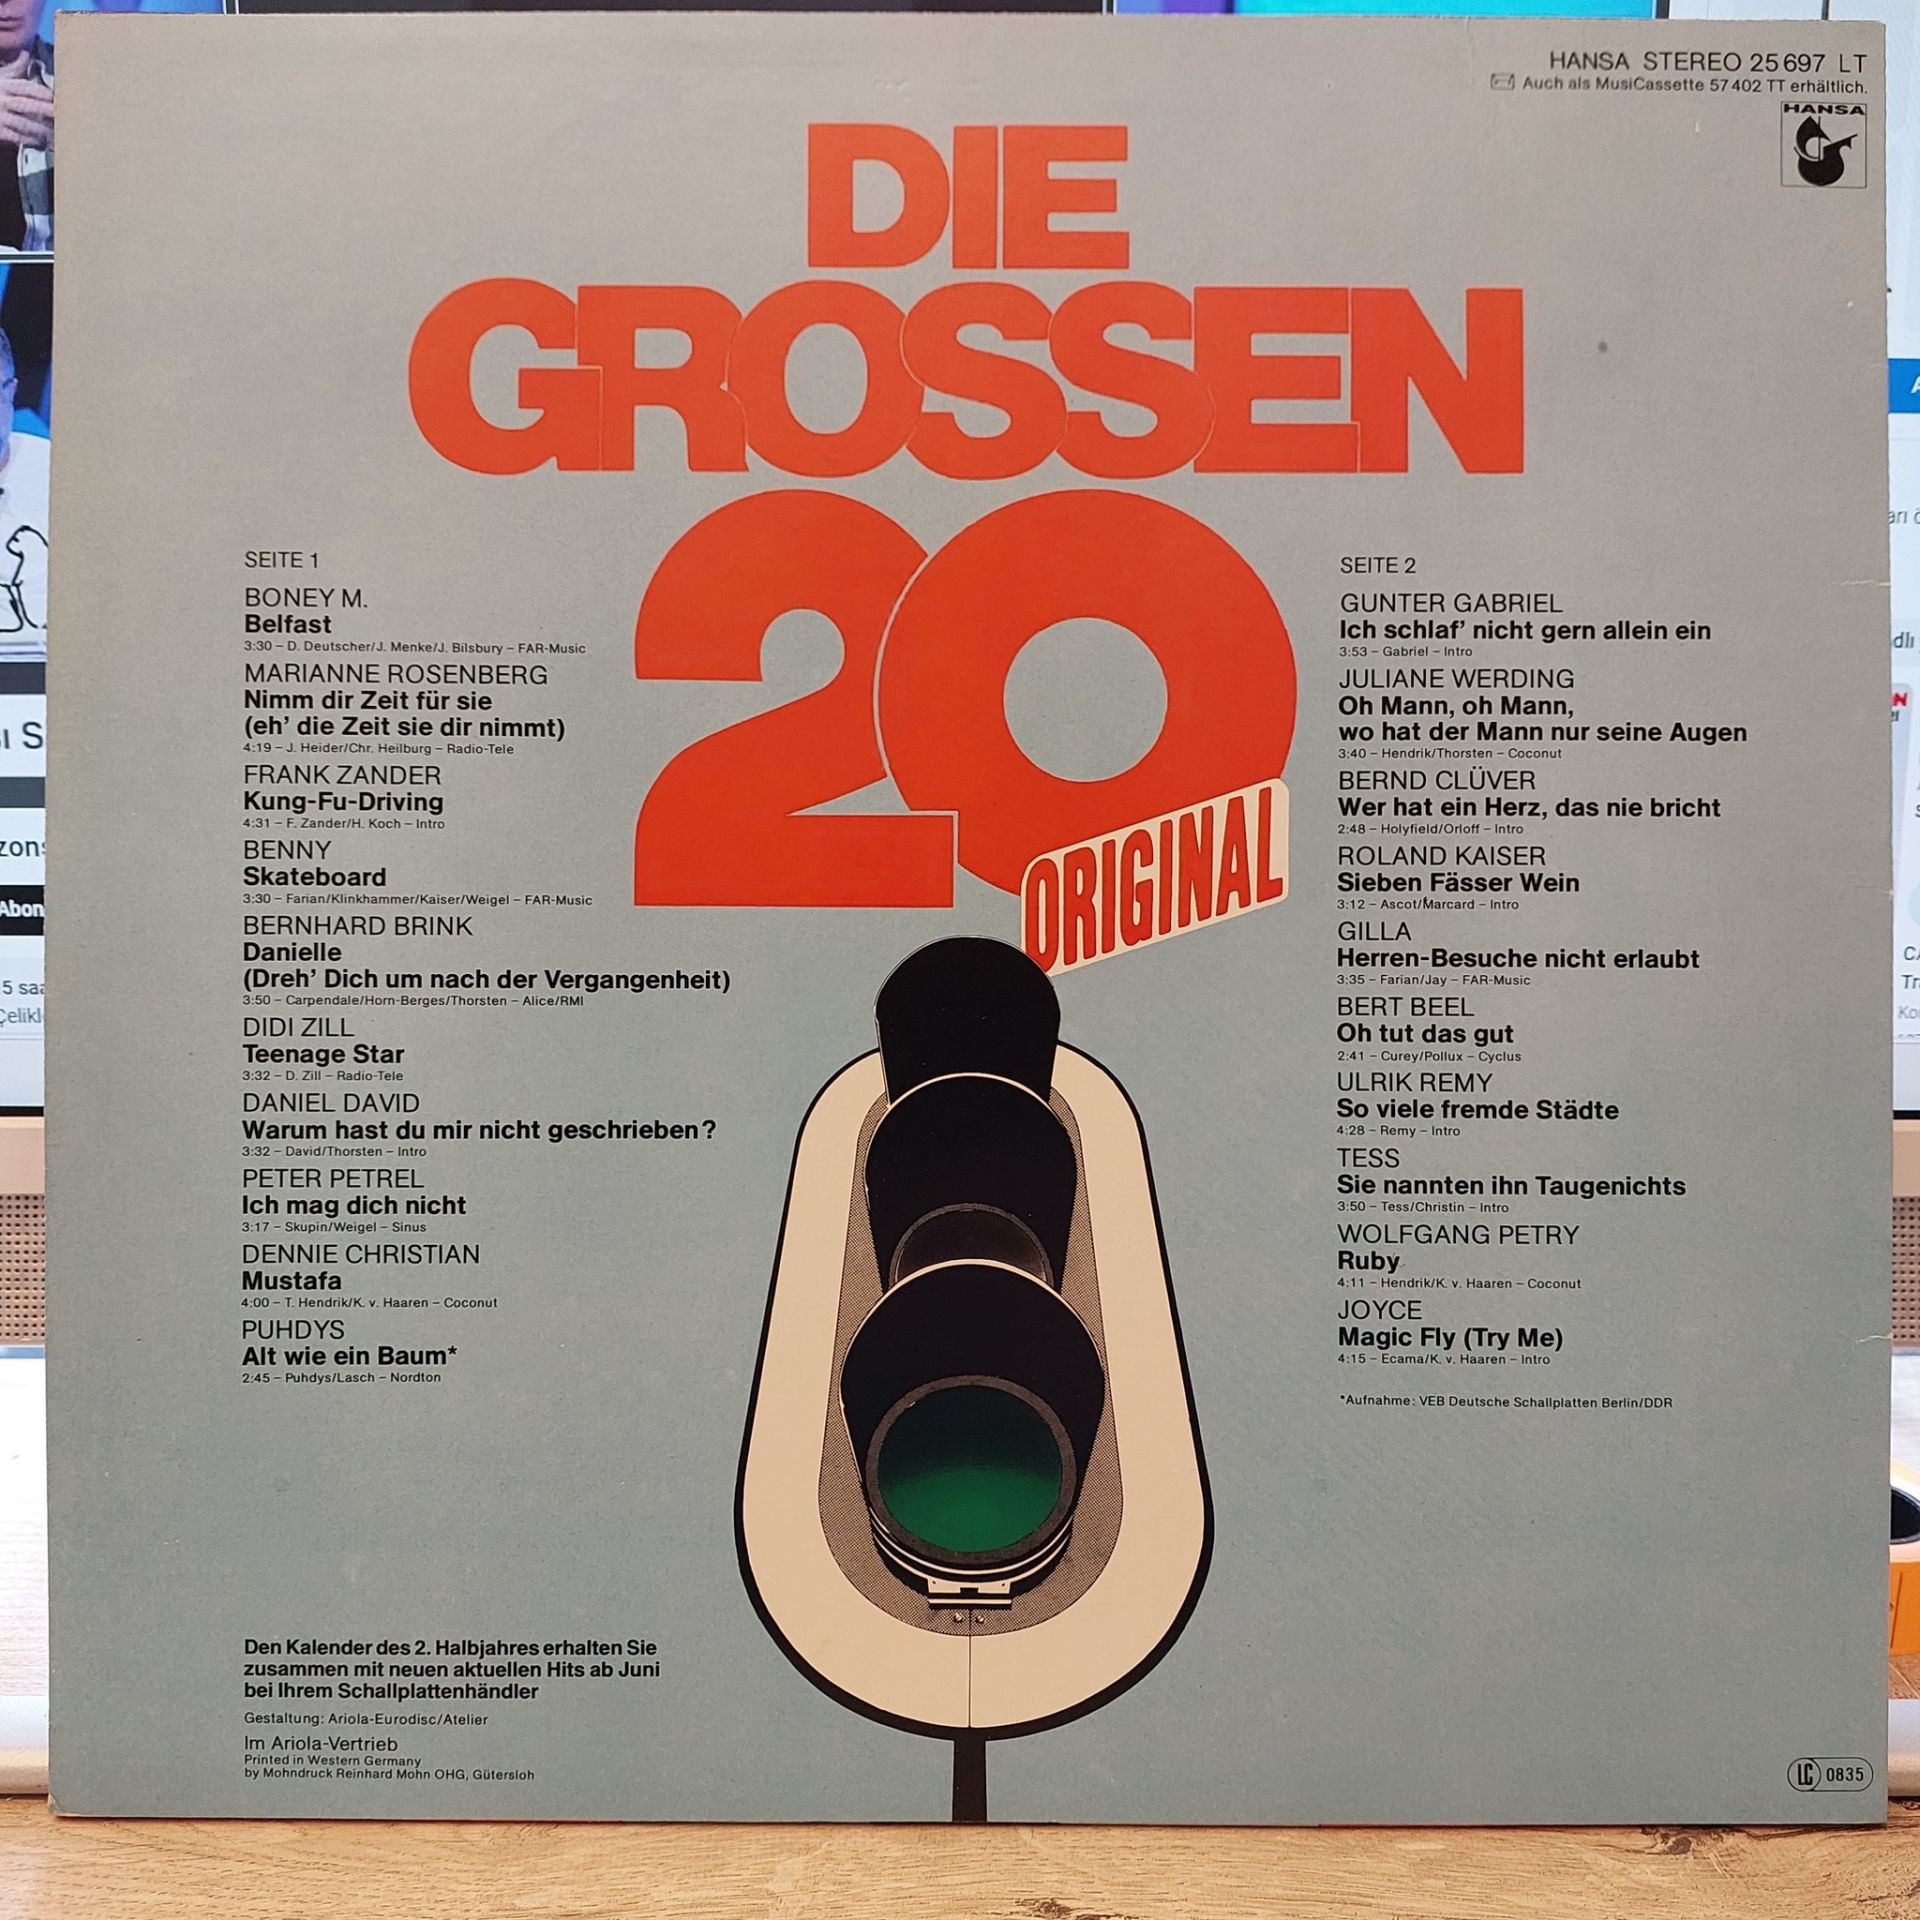 HANSA STEREO 25 697 LT
Auch als MusiCassette 57 402 TT erhältlich.
HANSA
DIE
GROSSEN
20
ORIGINAL
SEITE 1
BONEY M.
Belfast
3:30 – D. Deutscher/J. Menke/J. Bilsbury – FAR-Music
MARIANNE ROSENBERG
Nimm dir Zeit für sie
(eh' die Zeit sie dir nimmt)
4:19 – J. Heider/Chr. Heilburg – Radio-Tele
FRANK ZANDER
Kung-Fu-Driving
4:31 – F. Zander/H. Koch – Intro
BENNY
Skateboard
3:30 – Farian/Klinkhammer/Kaiser/Weigel – FAR-Music
BERNHARD BRINK
Danielle
(Dreh' Dich um nach der Vergangenheit)
3:50 – Carpendale/Horn-Berges/Thorsten – Alice/RMI
DIDI ZILL
Teenage Star
3:32 – D. Zill – Radio-Tele
DANIEL DAVID
Warum hast du mir nicht geschrieben?
3:32 – David/Thorsten – Intro
PETER PETREL
Ich mag dich nicht
3:17 – Skupin/Weigel – Sinus
DENNIE CHRISTIAN
Mustafa
4:00 – T. Hendrik/K. v. Haaren – Coconut
PUHDYS
Alt wie ein Baum*
2:45 – Puhdys/Lasch – Nordton
SEITE 2
GUNTER GABRIEL
Ich schlaf' nicht gern allein ein
3:53 – Gabriel – Intro
JULIANE WERDING
Oh Mann, oh Mann,
wo hat der Mann nur seine Augen
3:40 – Hendrik/Thorsten – Coconut
BERND CLÜVER
Wer hat ein Herz, das nie bricht
2:48 – Holyfield/Orloff – Intro
ROLAND KAISER
Sieben Fässer Wein
3:12 – Ascot/Marcard – Intro
GILLA
Herren-Besuche nicht erlaubt
3:35 – Farian/Jay – FAR-Music
BERT BEEL
Oh tut das gut
2:41 – Curey/Pollux – Cyclus
ULRIK REMY
So viele fremde Städte
4:28 – Remy – Intro
TESS
Sie nannten ihn Taugenichts
3:50 – Tess/Christin – Intro
WOLFGANG PETRY
Ruby
4:11 – Hendrik/K. v. Haaren – Coconut
JOYCE
Magic Fly (Try Me)
4:15 – Ecama/K. v. Haaren – Intro
*Aufnahme: VEB Deutsche Schallplatten Berlin/DDR
Den Kalender des 2. Halbjahres erhalten Sie
zusammen mit neuen aktuellen Hits ab Juni
bei Ihrem Schallplattenhändler
Gestaltung: Ariola-Eurodisc/Atelier
Im Ariola-Vertrieb
Printed in Western Germany
by Mohndruck Reinhard Mohn OHG, Gütersloh
LC 0835